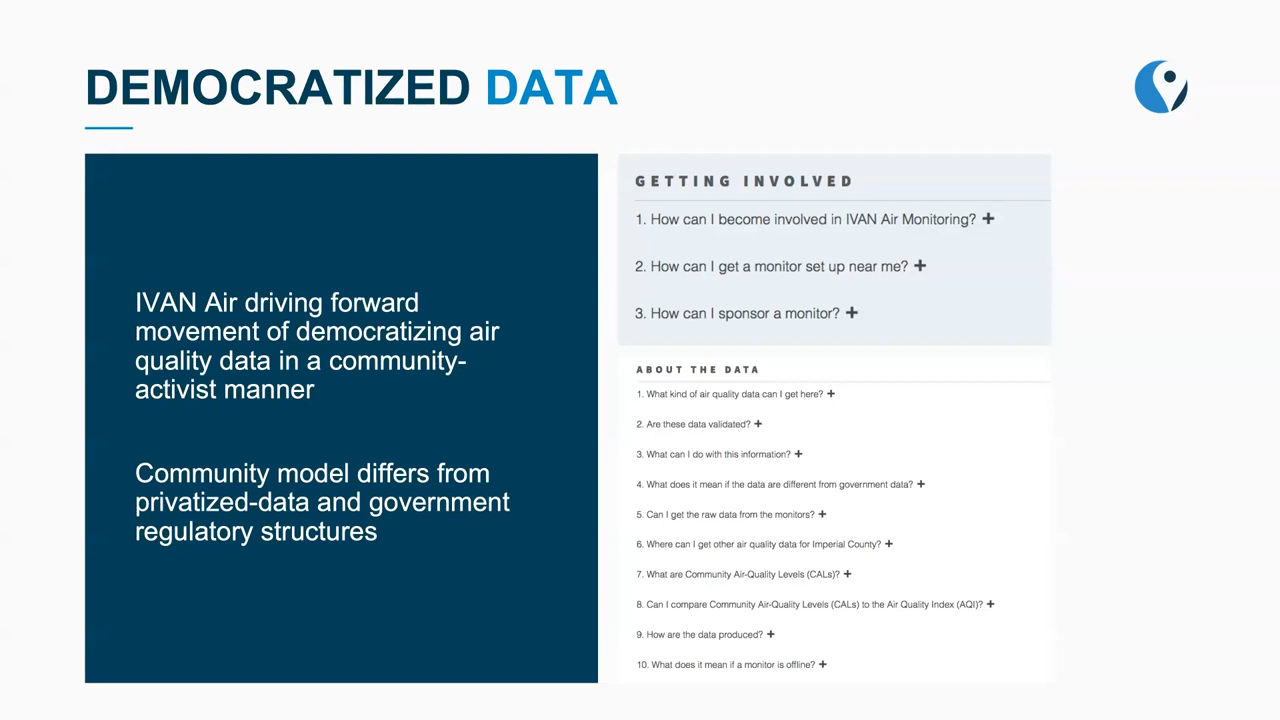 DEMOCRATIZED DATA
IVAN Air driving forward
movement of democratizing air
quality data in a community-
activist manner
Community model differs from
privatized-data and government
regulatory structures
GETTING INVOLVED
1. How can I become involved in IVAN Air Monitoring? +
2. How can I get a monitor set up near me? +
3. How can I sponsor a monitor? +
ABOUT THE DATA
1. What kind of air quality data can I get here? +
2. Are these data validated? +
3. What can I do with this information? +
4. What does it mean if the data are different from government data? +
5. Can I get the raw data from the monitors? +
6. Where can I get other air quality data for Imperial County? +
7. What are Community Air-Quality Levels (CALs)? +
8. Can I compare Community Air-Quality Levels (CALs) to the Air Quality Index (AQI)? +
9. How are the data produced? +
10. What does it mean if a monitor is offline? +